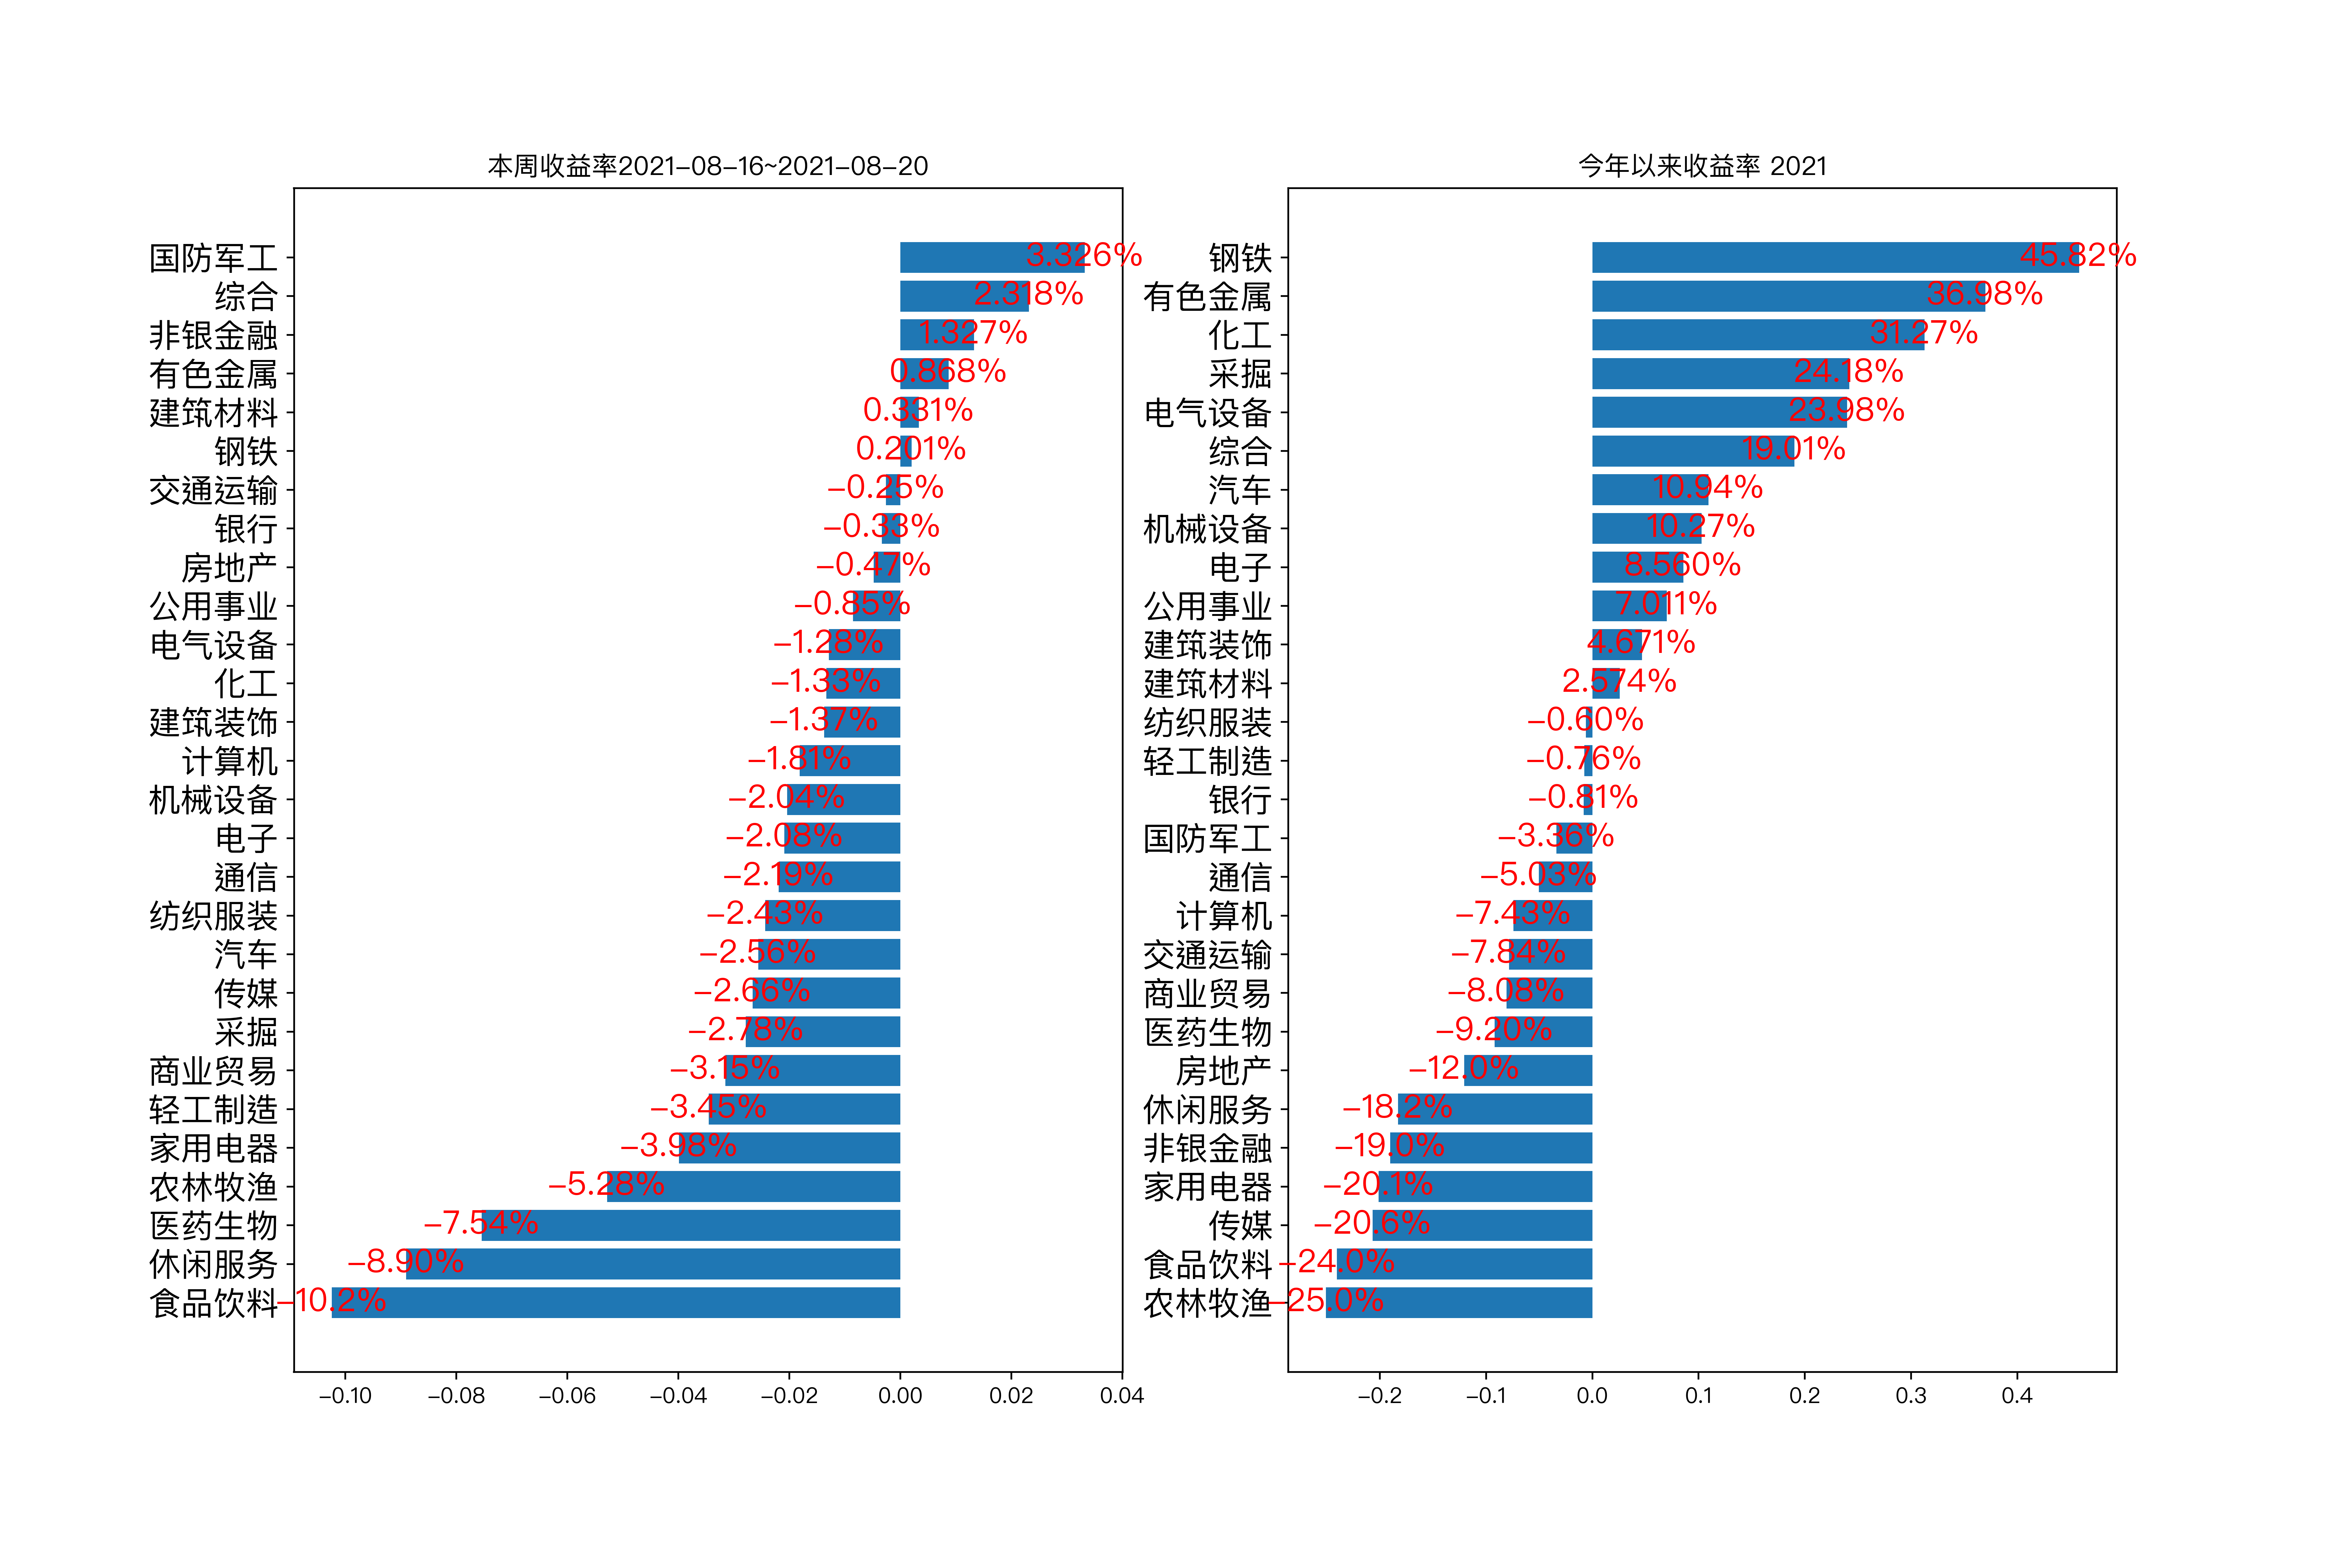 本周收益率2021-08-16~2021-08-20
国防军工 3.326%
综合 2.318%
非银金融 1.327%
有色金属 0.868%
建筑材料 0.331%
钢铁 0.201%
交通运输 -0.25%
银行 -0.33%
房地产 -0.47%
公用事业 -0.85%
电气设备 -1.28%
化工 -1.33%
建筑装饰 -1.37%
计算机 -1.81%
机械设备 -2.04%
电子 -2.08%
通信 -2.19%
纺织服装 -2.43%
汽车 -2.56%
传媒 -2.66%
采掘 -2.78%
商业贸易 -3.15%
轻工制造 -3.45%
家用电器 -3.98%
农林牧渔 -5.28%
医药生物 -7.54%
休闲服务 -8.90%
食品饮料 -10.2%
-0.10 -0.08 -0.06 -0.04 -0.02 0.00 0.02 0.04
今年以来收益率 2021
钢铁 45.82%
有色金属 36.98%
化工 31.27%
采掘 24.18%
电气设备 23.98%
综合 19.01%
汽车 10.94%
机械设备 10.27%
电子 8.560%
公用事业 7.011%
建筑装饰 4.671%
建筑材料 2.574%
纺织服装 -0.60%
轻工制造 -0.76%
银行 -0.81%
国防军工 -3.36%
通信 -5.03%
计算机 -7.43%
交通运输 -7.84%
商业贸易 -8.08%
医药生物 -9.20%
房地产 -12.0%
休闲服务 -18.2%
非银金融 -19.0%
家用电器 -20.1%
传媒 -20.6%
食品饮料 -24.0%
农林牧渔 -25.0%
-0.2 -0.1 0.0 0.1 0.2 0.3 0.4